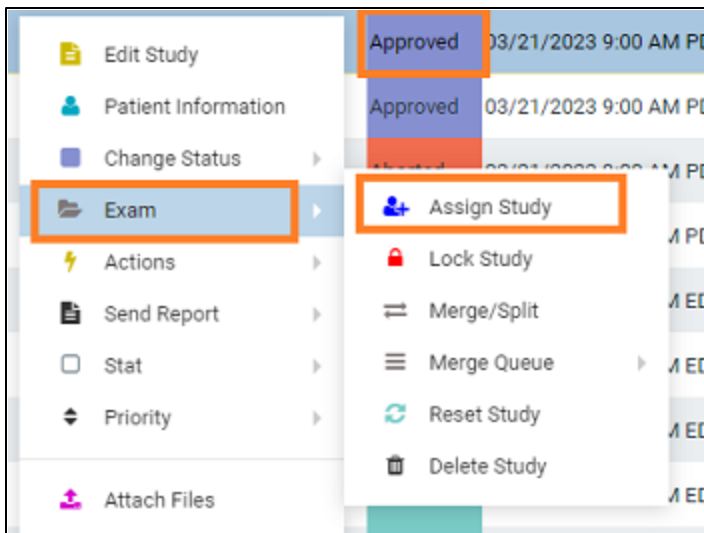 Edit Study
Approved 03/21/2023 9:00 AM
Patient Information
Approved 03/21/2023 9:00 AM
Change Status
Exam
Assign Study
Actions
Lock Study
Send Report
Merge/Split
Stat
Merge Queue
Priority
Reset Study
Delete Study
Attach Files